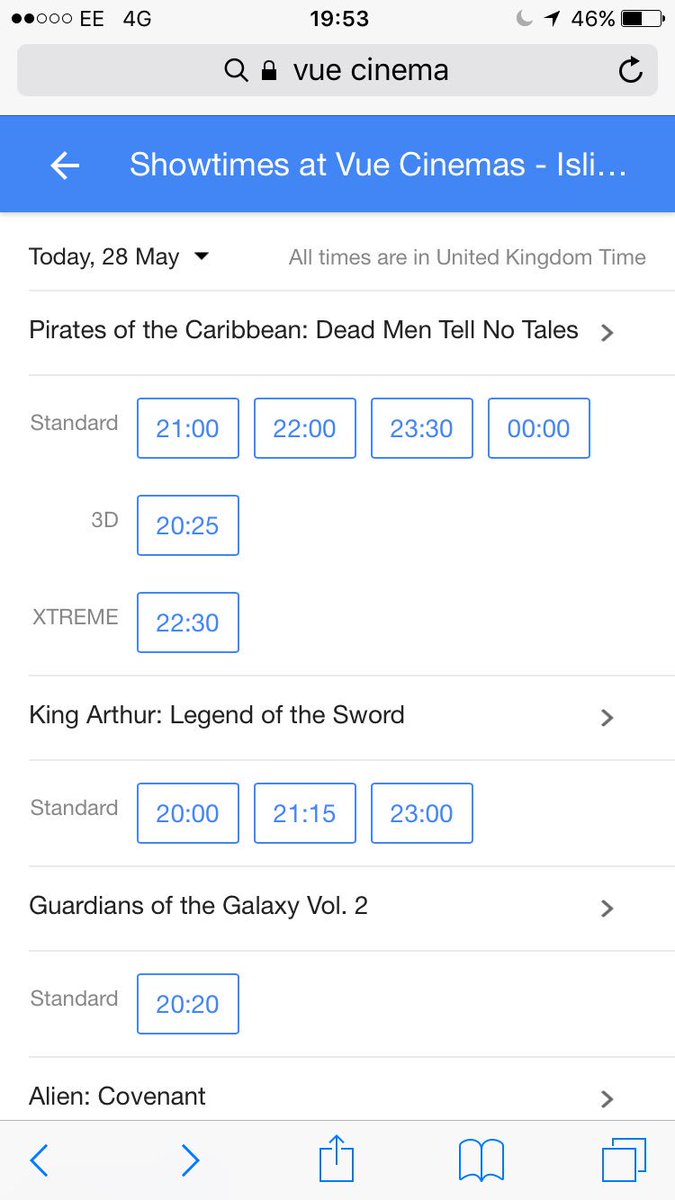 EE 4G 19:53 46%
vue cinema
Showtimes at Vue Cinemas - Isli...
Today, 28 May All times are in United Kingdom Time
Pirates of the Caribbean: Dead Men Tell No Tales
Standard 21:00 22:00 23:30 00:00
3D 20:25
XTREME 22:30
King Arthur: Legend of the Sword
Standard 20:00 21:15 23:00
Guardians of the Galaxy Vol. 2
Standard 20:20
Alien: Covenant